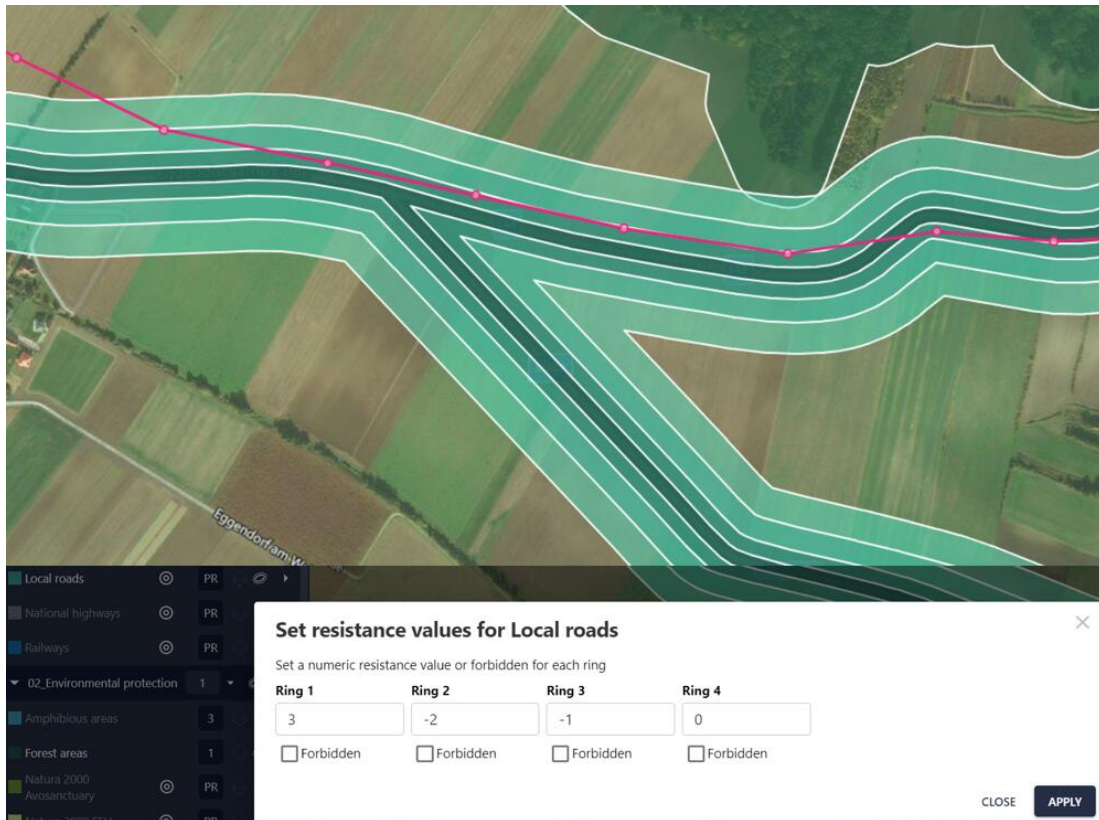 Eggendorf am W
Local roads PR
National highways PR
Railways PR
02_Environmental protection 1
Amphibious areas 3
Forest areas 1
Natura 2000
Avosanctuary PR
Set resistance values for Local roads
Set a numeric resistance value or forbidden for each ring
Ring 1 Ring 2 Ring 3 Ring 4
3 -2 -1 0
Forbidden Forbidden Forbidden Forbidden
CLOSE APPLY